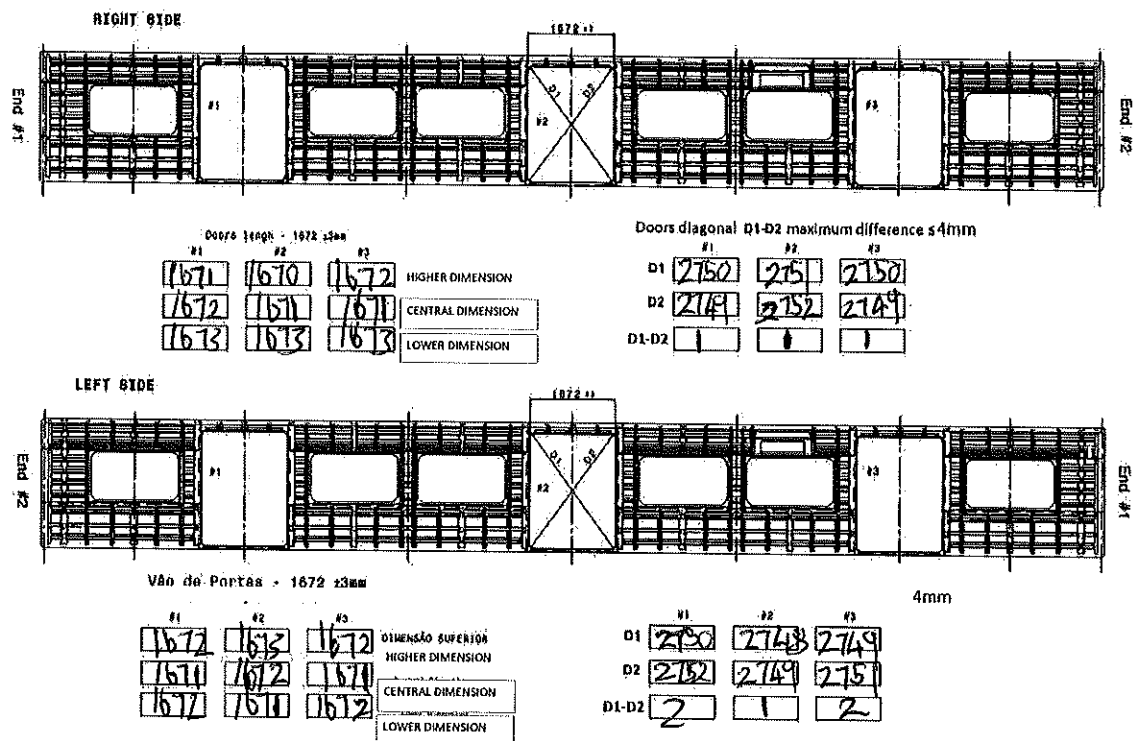 RIGHT SIDE
1672 ±
End #1
#1
D1 D2
#2
#3
End #2
Doors lengh - 1672 ±3mm
#1 #2 #3
1671 1670 1672 HIGHER DIMENSION
1672 1671 1671 CENTRAL DIMENSION
1673 1673 1673 LOWER DIMENSION
Doors diagonal D1-D2 maximum difference ≤4mm
#1 #2 #3
D1 2750 2751 2750
D2 2749 2752 2749
D1-D2 1 1 1
LEFT SIDE
1672 ±
End #2
#1
D1 D2
#2
#3
End #1
Vão de Portas - 1672 ±3mm
#1 #2 #3
1672 1673 1672 DIMENSÃO SUPERIOR
HIGHER DIMENSION
1671 1672 1671
CENTRAL DIMENSION
1672 1671 1672
LOWER DIMENSION
4mm
#1 #2 #3
D1 2750 2748 2749
D2 2752 2749 2751
D1-D2 2 1 2